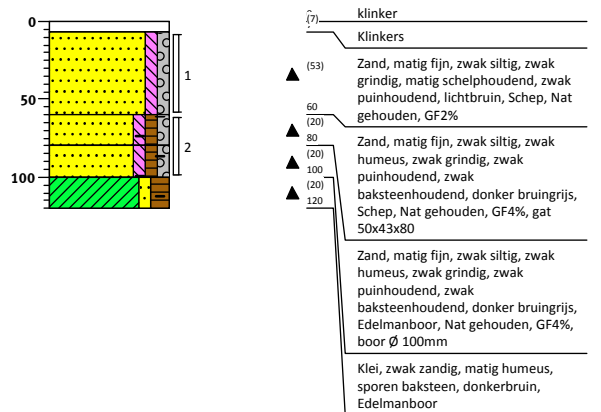 0
50
100
1
2
klinker
(7)
Klinkers
(53)
Zand, matig fijn, zwak siltig, zwak
grindig, matig schelphoudend, zwak
puinhoudend, lichtbruin, Schep, Nat
gehouden, GF2%
60
(20)
80
Zand, matig fijn, zwak siltig, zwak
humeus, zwak grindig, zwak
puinhoudend, zwak
baksteenhoudend, donker bruingrijs,
Schep, Nat gehouden, GF4%, gat
50x43x80
(20)
100
(20)
120
Zand, matig fijn, zwak siltig, zwak
humeus, zwak grindig, zwak
puinhoudend, zwak
baksteenhoudend, donker bruingrijs,
Edelmanboor, Nat gehouden, GF4%,
boor Ø 100mm
Klei, zwak zandig, matig humeus,
sporen baksteen, donkerbruin,
Edelmanboor